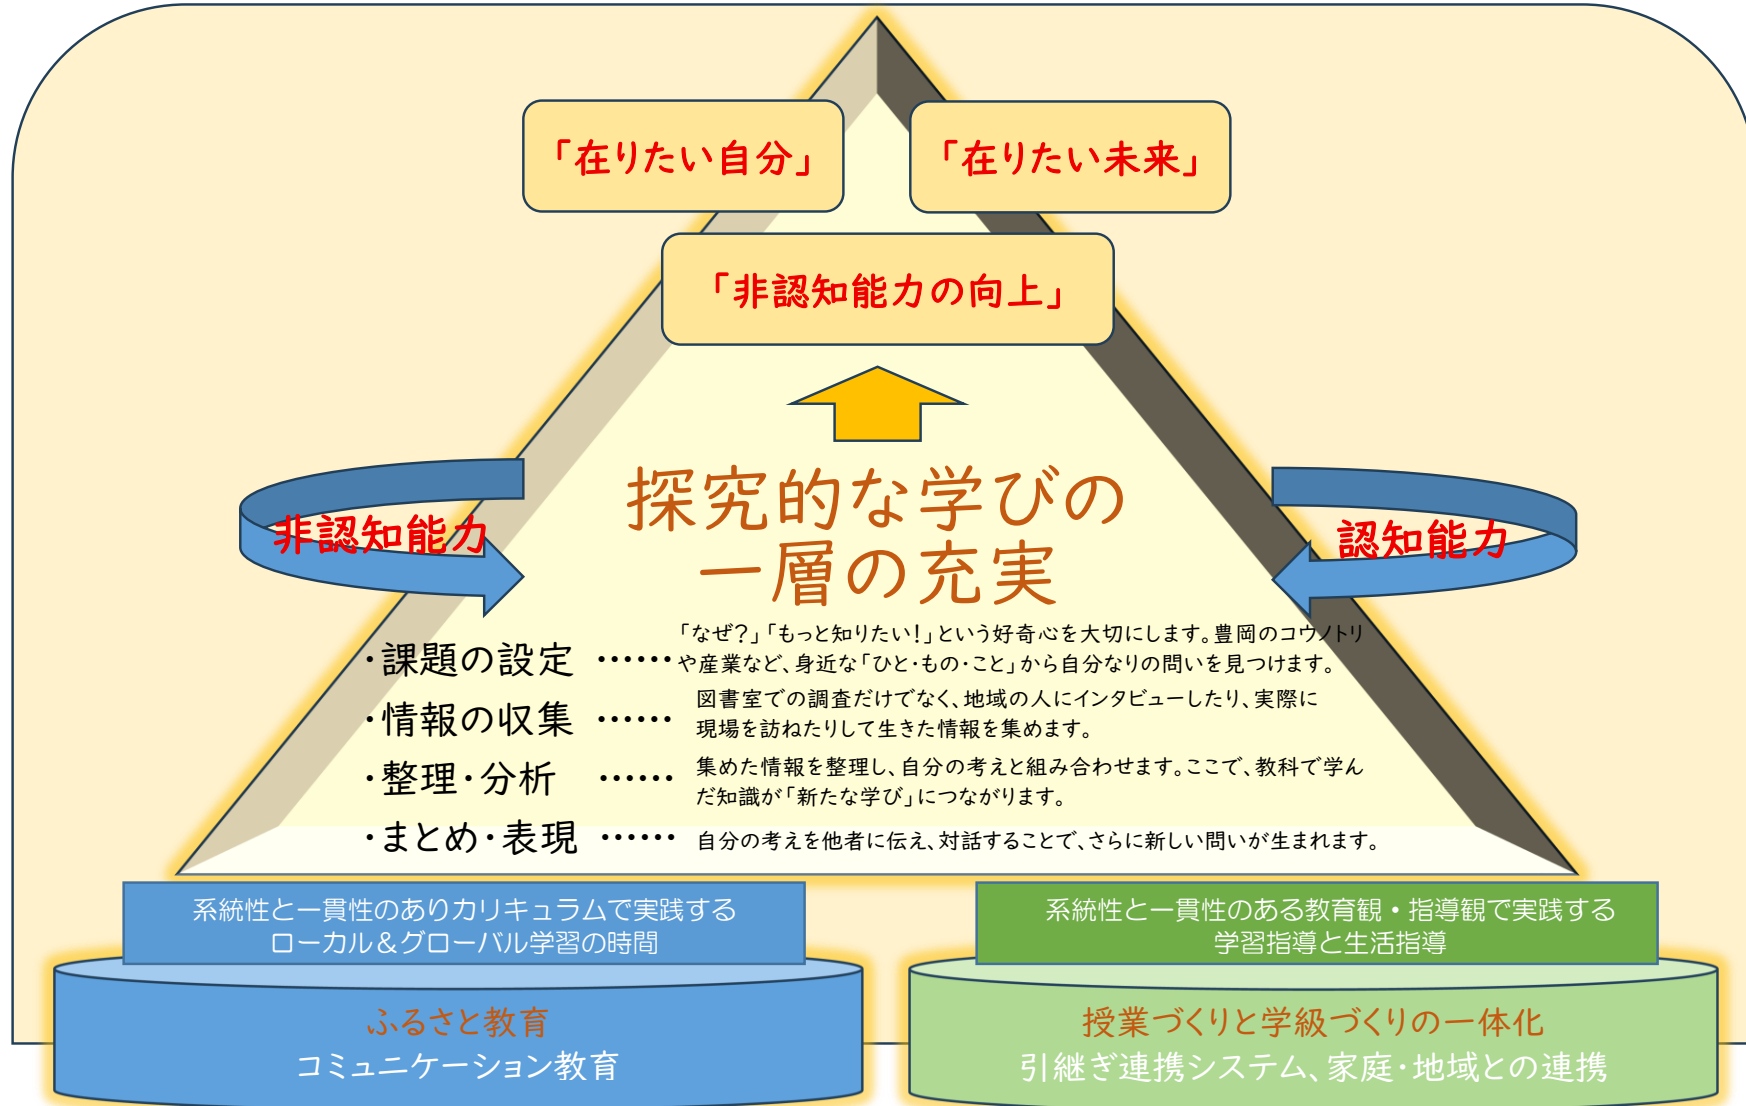 「在りたい自分」
「在りたい未来」
「非認知能力の向上」
探究的な学びの
一層の充実
非認知能力
認知能力
・課題の設定 ……
「なぜ?」「もっと知りたい!」という好奇心を大切にします。豊岡のコウノトリ
や産業など、身近な「ひと・もの・こと」から自分なりの問いを見つけます。
・情報の収集 ……
図書室での調査だけでなく、地域の人にインタビューしたり、実際に
現場を訪ねたりして生きた情報を集めます。
・整理・分析 ……
集めた情報を整理し、自分の考えと組み合わせます。ここで、教科で学ん
だ知識が「新たな学び」につながります。
・まとめ・表現 ……
自分の考えを他者に伝え、対話することで、さらに新しい問いが生まれます。
系統性と一貫性のありカリキュラムで実践する
ローカル＆グローバル学習の時間
ふるさと教育
コミュニケーション教育
系統性と一貫性のある教育観・指導観で実践する
学習指導と生活指導
授業づくりと学級づくりの一体化
引継ぎ連携システム、家庭・地域との連携